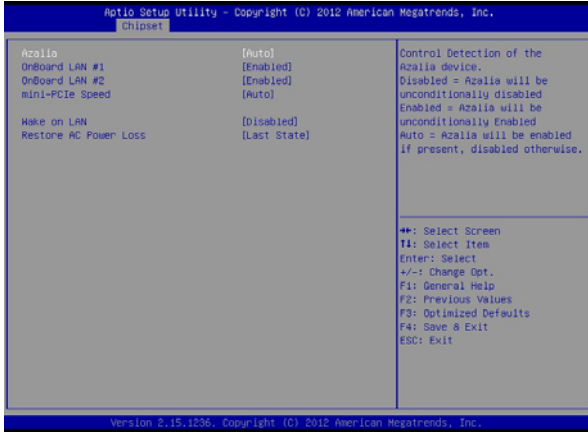 Aptio Setup Utility – Copyright (C) 2012 American Megatrends, Inc.
Chipset
Azalia [Auto]
OnBoard LAN #1 [Enabled]
OnBoard LAN #2 [Enabled]
mini-PCIe Speed [Auto]
Wake on LAN [Disabled]
Restore AC Power Loss [Last State]
Control Detection of the
Azalia device.
Disabled = Azalia will be
unconditionally disabled
Enabled = Azalia will be
unconditionally Enabled
Auto = Azalia will be enabled
if present, disabled otherwise.
→←: Select Screen
↑↓: Select Item
Enter: Select
+/-: Change Opt.
F1: General Help
F2: Previous Values
F3: Optimized Defaults
F4: Save & Exit
ESC: Exit
Version 2.15.1236. Copyright (C) 2012 American Megatrends, Inc.